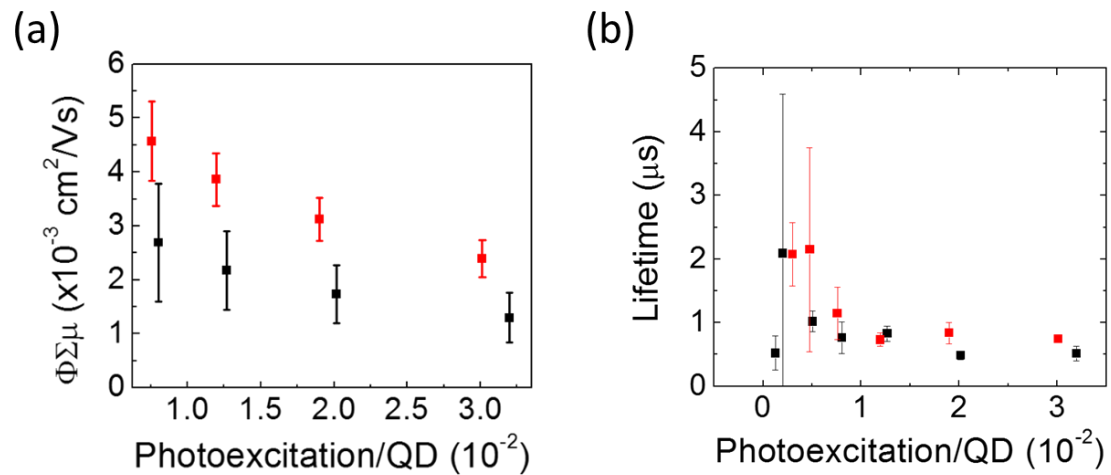 (a)
(b)
6
5
4
3
2
1
0
ΦΣμ (x10⁻³ cm²/Vs)
1.0 1.5 2.0 2.5 3.0
Photoexcitation/QD (10⁻²)
5
4
3
2
1
0
Lifetime (μs)
0 1 2 3
Photoexcitation/QD (10⁻²)